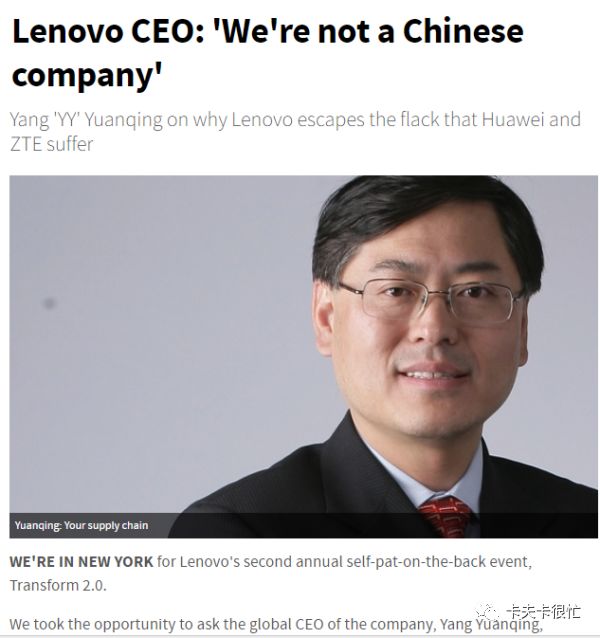 Lenovo CEO: 'We're not a Chinese
company'
Yang 'YY' Yuanqing on why Lenovo escapes the flack that Huawei and
ZTE suffer
Yuanqing: Your supply chain
WE'RE IN NEW YORK for Lenovo's second annual self-pat-on-the-back event,
Transform 2.0.
We took the opportunity to ask the global CEO of the company, Yang Yuanqing,
卡夫卡很忙